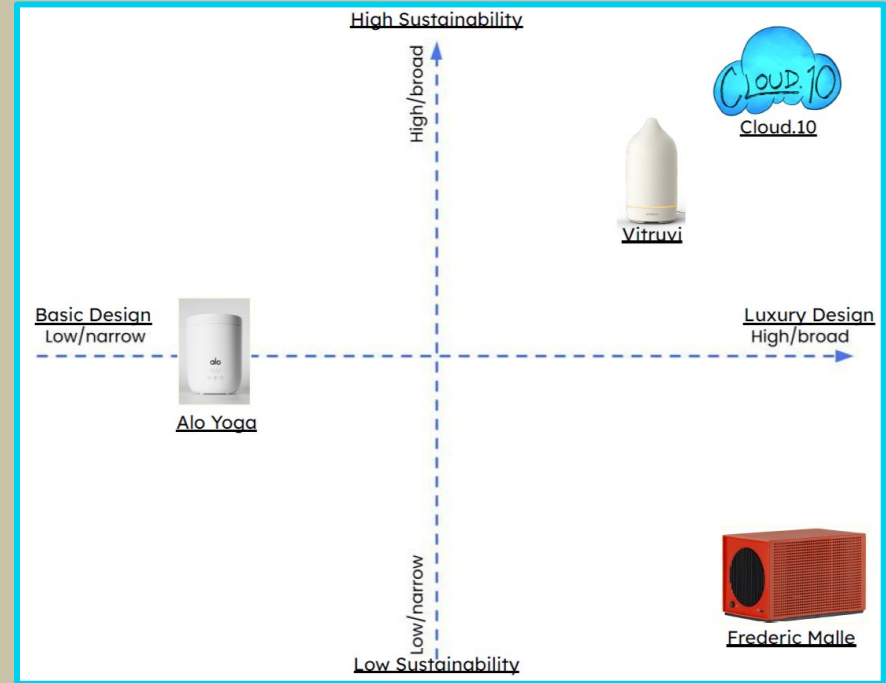 High Sustainability
High/broad
CLOUD.10
Cloud.10
Vitruvi
Basic Design
Low/narrow
Luxury Design
High/broad
alo
Alo Yoga
Low/narrow
Frederic Malle
Low Sustainability